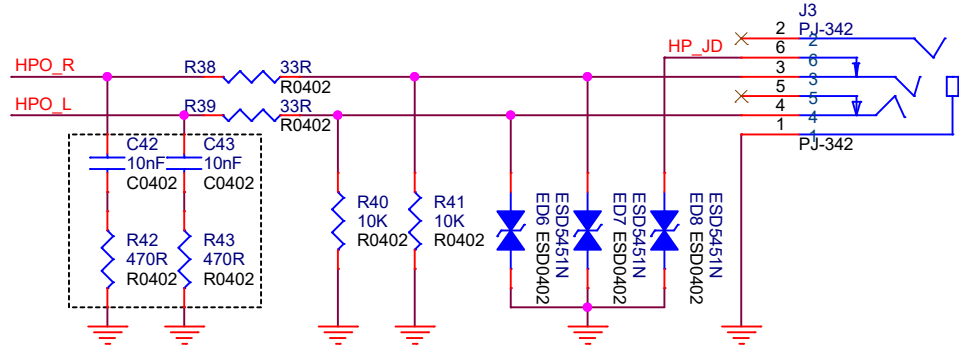 J3
PJ-342
2 2
HP_JD 6 6
HPO_R R38 33R 3 3
R0402
5 5
HPO_L R39 33R 4 4
R0402
1 1
PJ-342
C42 C43
10nF 10nF
C0402 C0402
R40 R41
10K 10K
R0402 R0402
R42 R43
470R 470R
R0402 R0402
ESD5451N
ED6 ESD0402
ESD5451N
ED7 ESD0402
ESD5451N
ED8 ESD0402